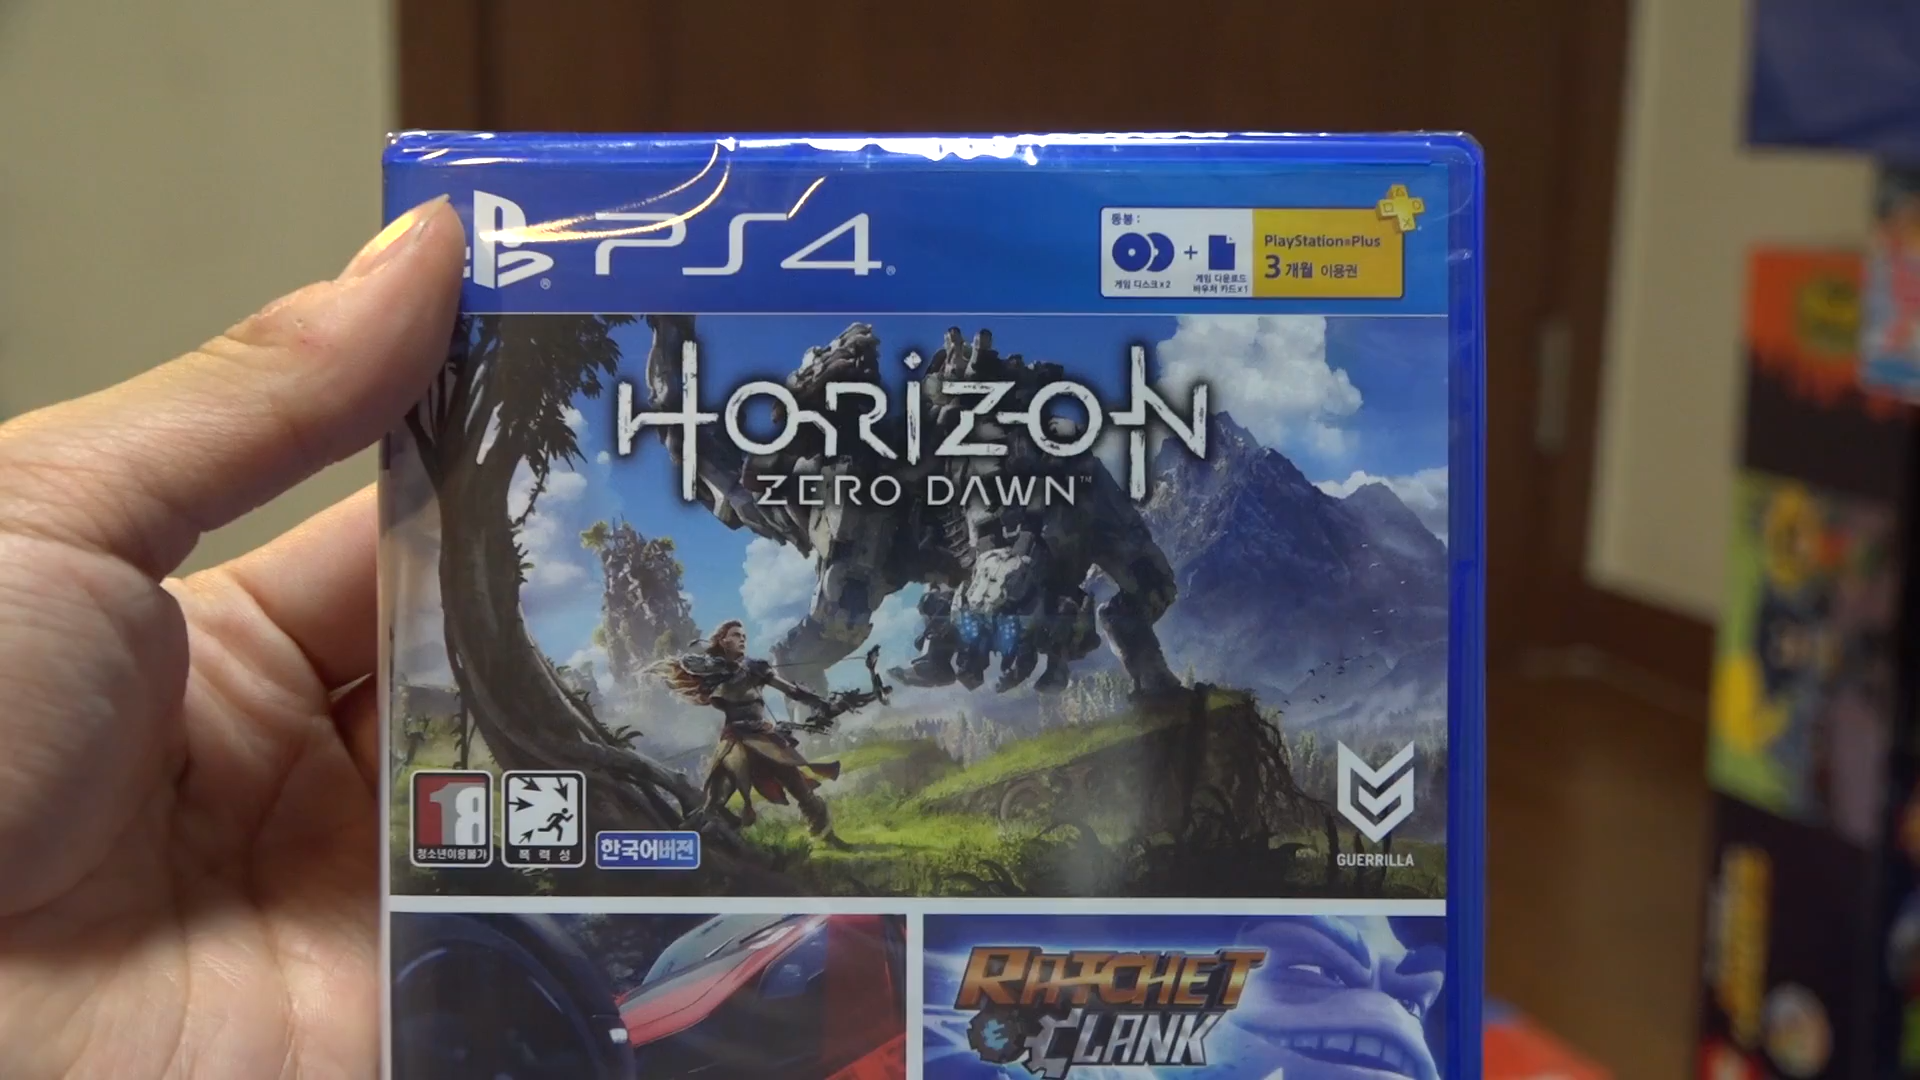 PS4
동봉 :
게임 디스크x2
+
게임 다운로드
바우처 카드x1
PlayStation®Plus
3개월 이용권
HORIZON
ZERO DAWN™
18
청소년이용불가
폭력성
한국어버전
GUERRILLA
RATCHET
& CLANK